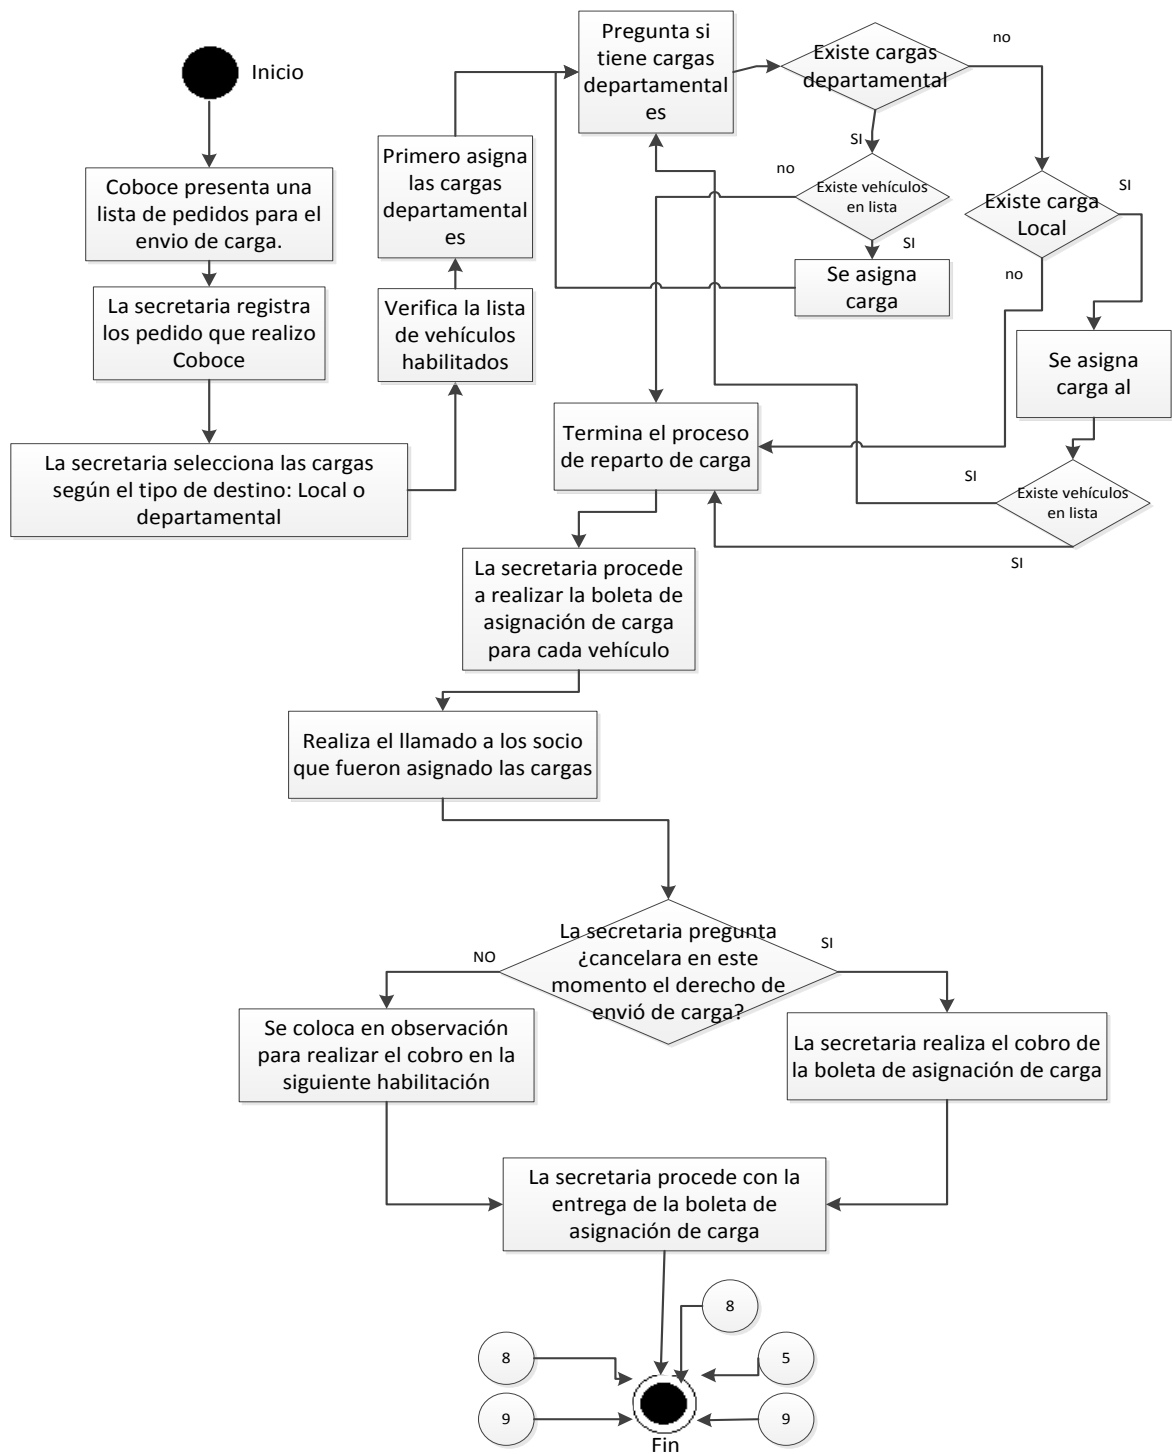 Inicio
Coboce presenta una
lista de pedidos para el
envio de carga.
La secretaria registra
los pedido que realizo
Coboce
La secretaria selecciona las cargas
según el tipo de destino: Local o
departamental
Verifica la lista
de vehículos
habilitados
Primero asigna
las cargas
departamental
es
Pregunta si
tiene cargas
departamental
es
Existe cargas
departamental
no
SI
no
Existe vehículos
en lista
SI
Se asigna
carga
Existe carga
Local
SI
no
Se asigna
carga al
Existe vehículos
en lista
SI
SI
Termina el proceso
de reparto de carga
La secretaria procede
a realizar la boleta de
asignación de carga
para cada vehículo
Realiza el llamado a los socio
que fueron asignado las cargas
La secretaria pregunta
¿cancelara en este
momento el derecho de
envió de carga?
NO
SI
Se coloca en observación
para realizar el cobro en la
siguiente habilitación
La secretaria realiza el cobro de
la boleta de asignación de carga
La secretaria procede con la
entrega de la boleta de
asignación de carga
8
8
5
9
9
Fin